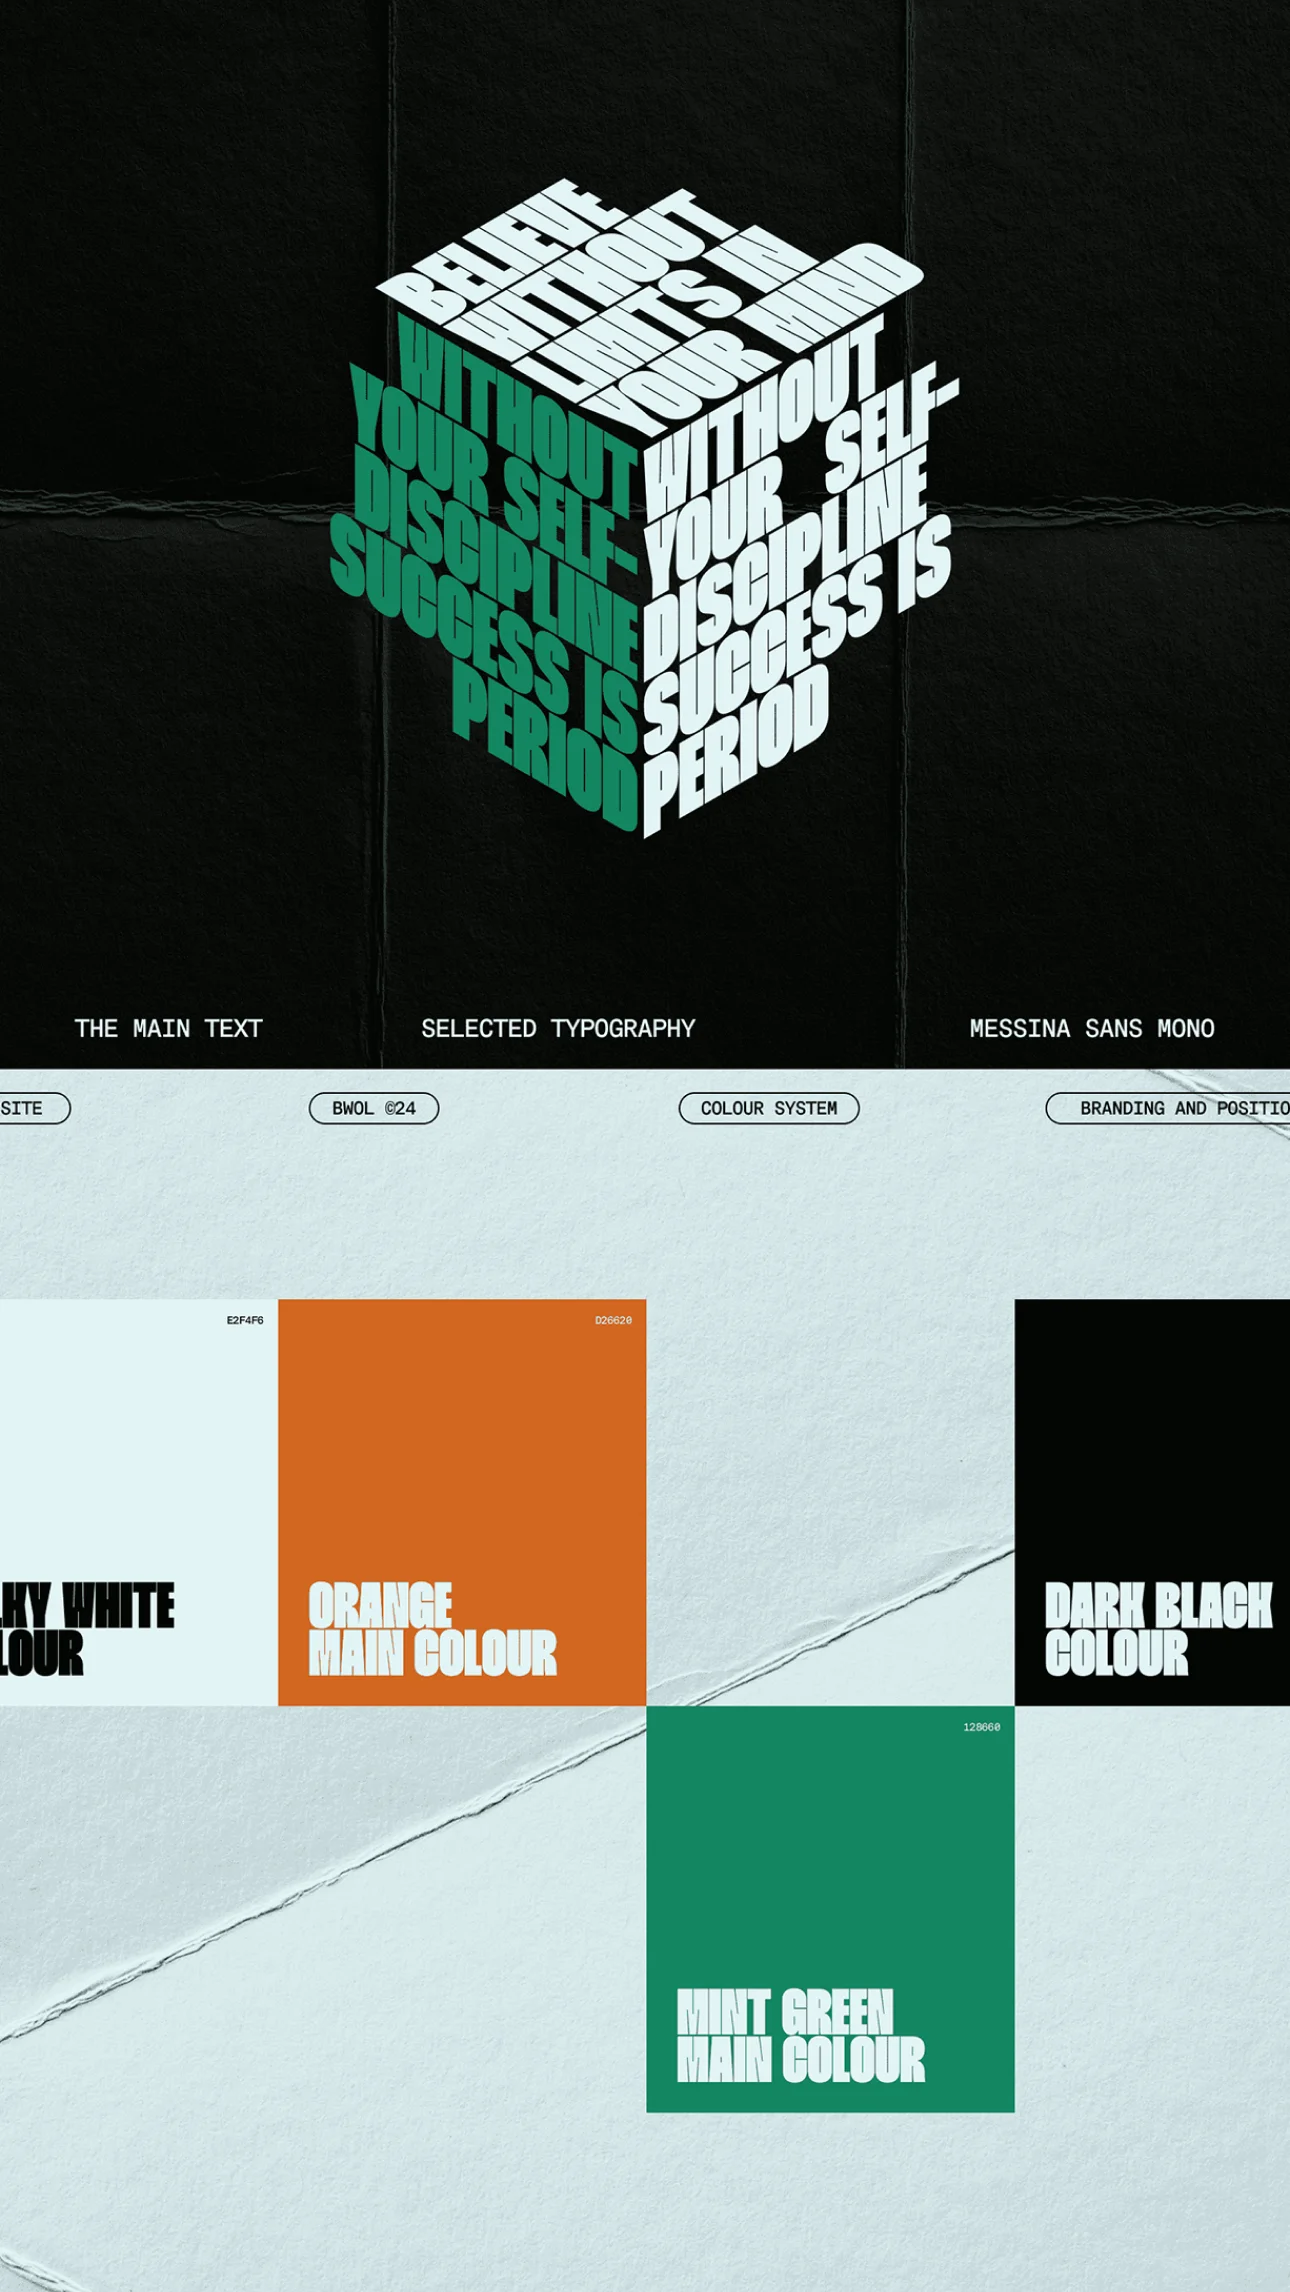 BELIEVE
WITHOUT
LIMITS IN
YOUR MIND
WITHOUT
YOUR SELF-
DISCIPLINE
SUCCESS IS
PERIOD
WITHOUT
YOUR SELF-
DISCIPLINE
SUCCESS IS
PERIOD
THE MAIN TEXT
SELECTED TYPOGRAPHY
MESSINA SANS MONO
SITE
BWOL ©24
COLOUR SYSTEM
BRANDING AND POSITIO
E2F4F6
LKY WHITE
LOUR
D26620
ORANGE
MAIN COLOUR
DARK BLACK
COLOUR
128660
MINT GREEN
MAIN COLOUR